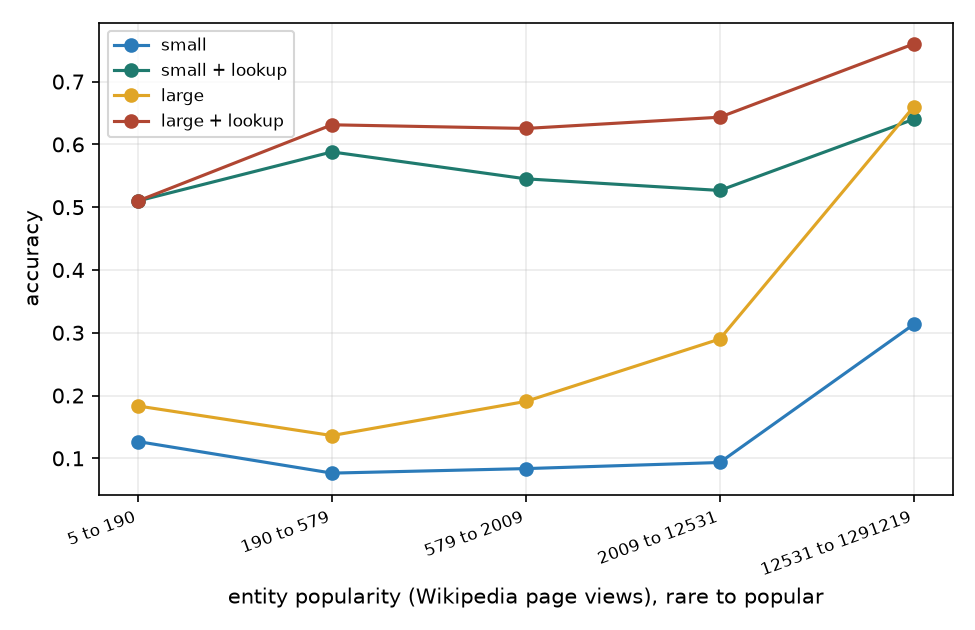 small
small + lookup
large
large + lookup
0.7
0.6
0.5
0.4
0.3
0.2
0.1
accuracy
5 to 190
190 to 579
579 to 2009
2009 to 12531
12531 to 1291219
entity popularity (Wikipedia page views), rare to popular